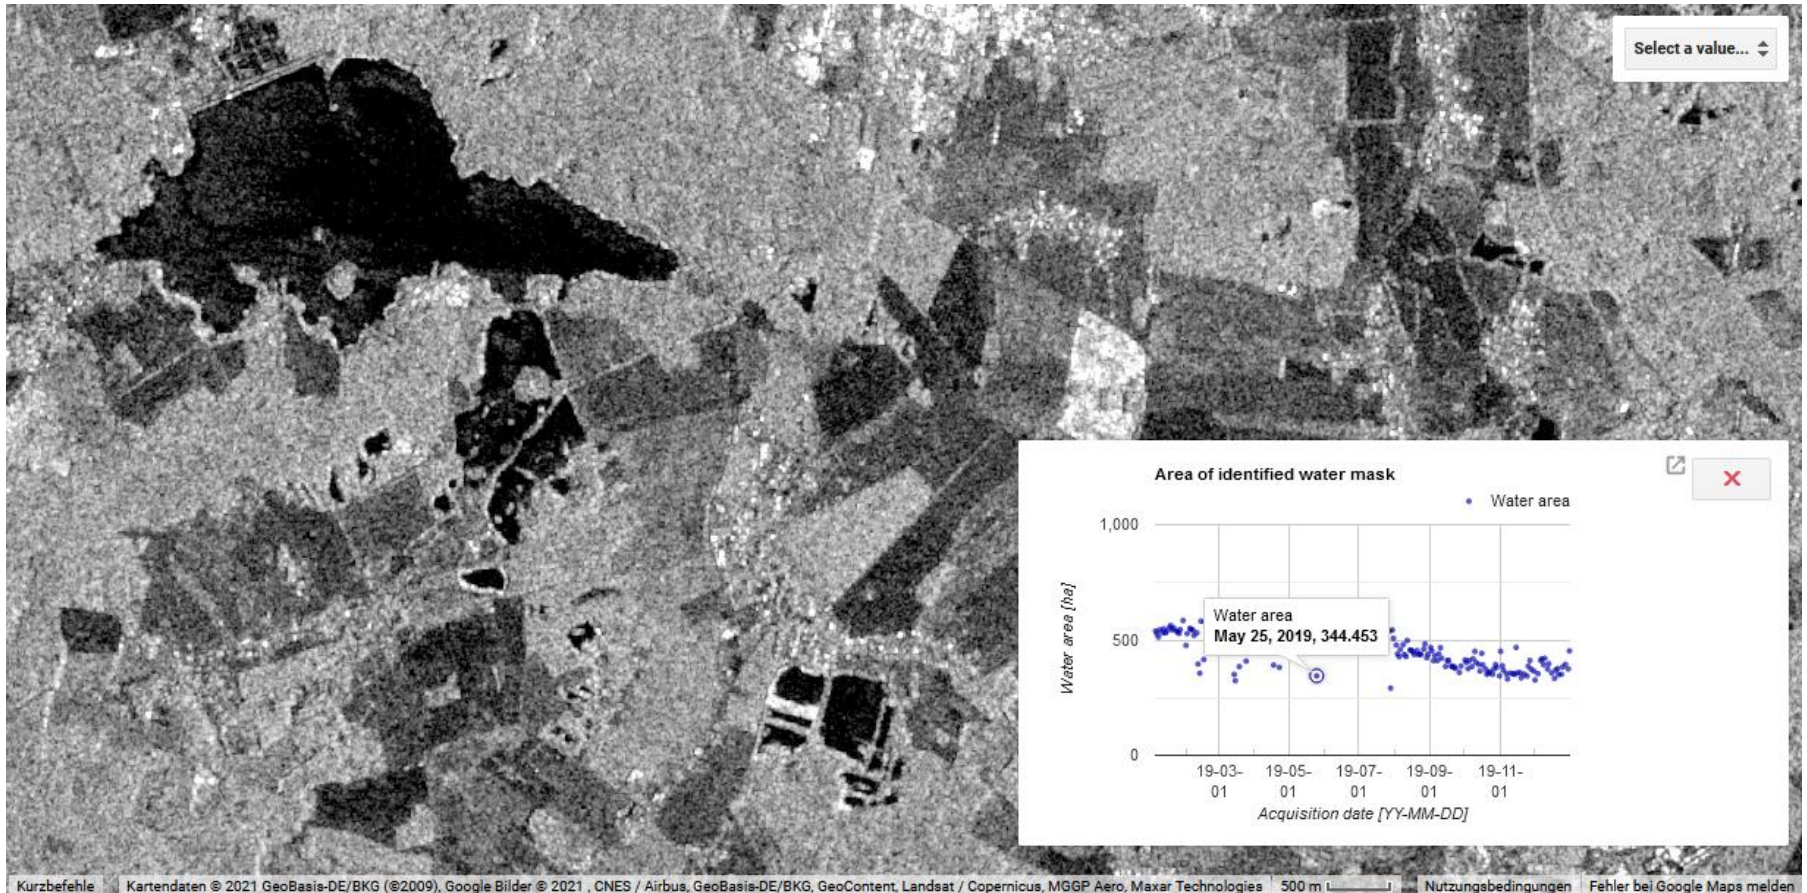 Select a value...
Area of identified water mask
Water area
1,000
500
0
Water area [ha]
Water area
May 25, 2019, 344.453
19-03-
01
19-05-
01
19-07-
01
19-09-
01
19-11-
01
Acquisition date [YY-MM-DD]
Kurzbefehle
Kartendaten © 2021 GeoBasis-DE/BKG (©2009), Google Bilder © 2021 , CNES / Airbus, GeoBasis-DE/BKG, GeoContent, Landsat / Copernicus, MGGP Aero, Maxar Technologies
500 m
Nutzungsbedingungen
Fehler bei Google Maps melden